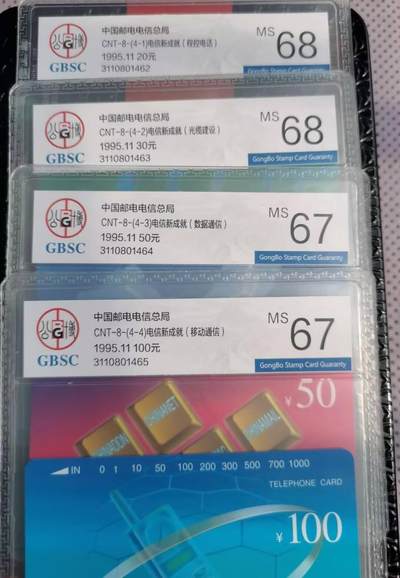 中国邮电电信总局
CNT-8-(4-1)电信新成就(程控电话)
1995.11 20元
3110801462
GBSC
MS 68
GongBo Stamp Card Guaranty
中国邮电电信总局
CNT-8-(4-2)电信新成就(光缆建设)
1995.11 30元
3110801463
GBSC
MS 68
GongBo Stamp Card Guaranty
中国邮电电信总局
CNT-8-(4-3)电信新成就(数据通信)
1995.11 50元
3110801464
GBSC
MS 67
GongBo Stamp Card Guaranty
中国邮电电信总局
CNT-8-(4-4)电信新成就(移动通信)
1995.11 100元
3110801465
GBSC
MS 67
GongBo Stamp Card Guaranty
¥50
CHINANET
CHINAMAIL
IN 0 1 10 50 100 200 300 500 700 1000
TELEPHONE CARD
¥100